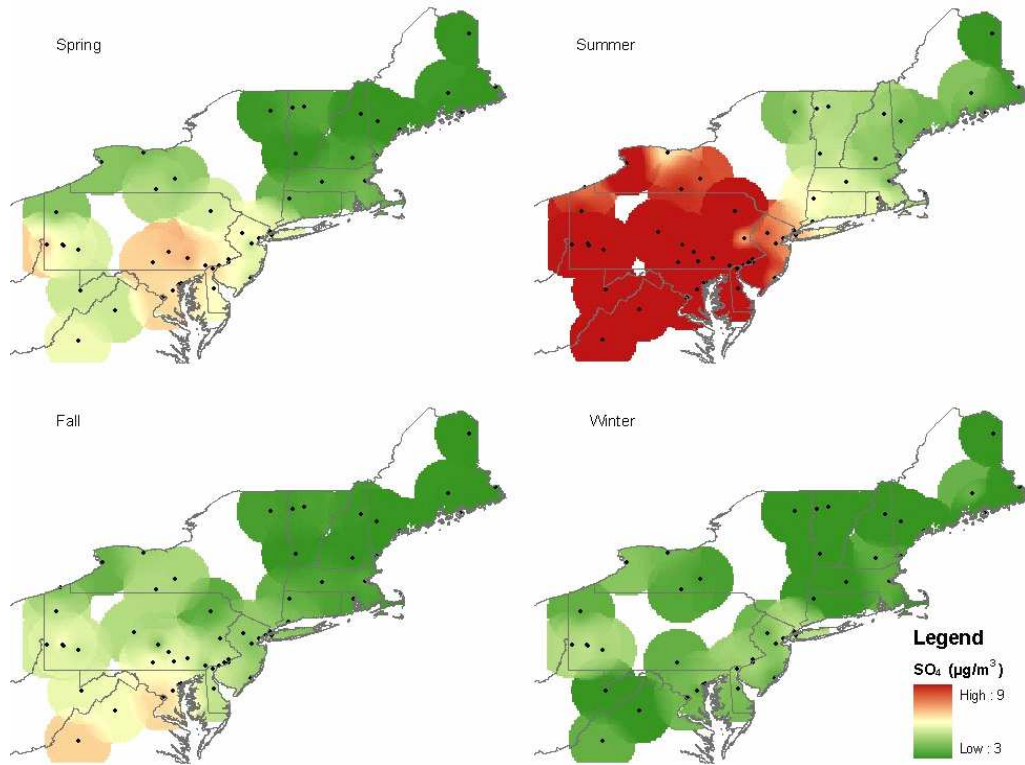 Spring
Summer
Fall
Winter
Legend
SO₄ (µg/m³)
High : 9
Low : 3